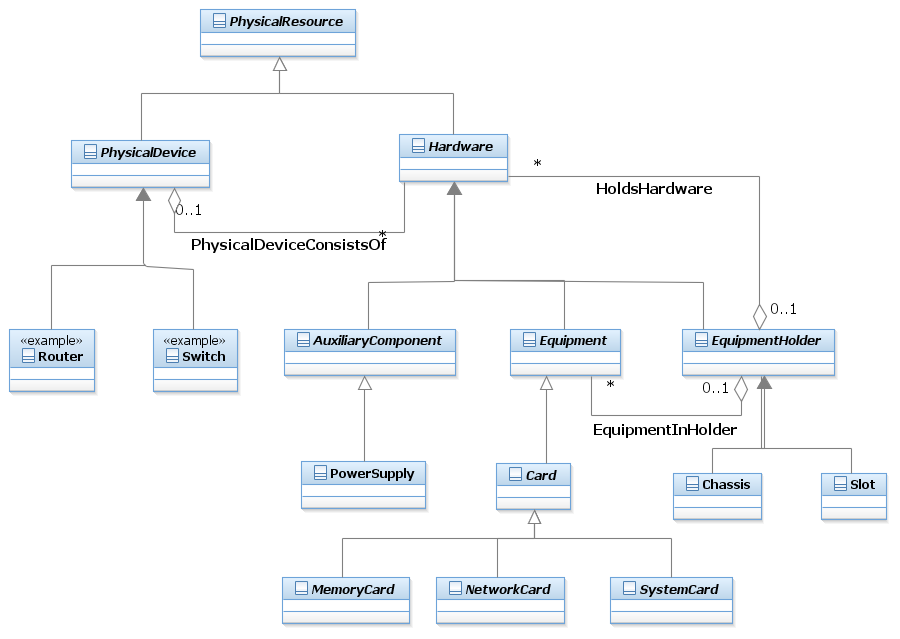 PhysicalResource
PhysicalDevice
Hardware
*
HoldsHardware
0..1
*
PhysicalDeviceConsistsOf
0..1
«example»
Router
«example»
Switch
AuxiliaryComponent
Equipment
EquipmentHolder
*
0..1
EquipmentInHolder
PowerSupply
Card
Chassis
Slot
MemoryCard
NetworkCard
SystemCard